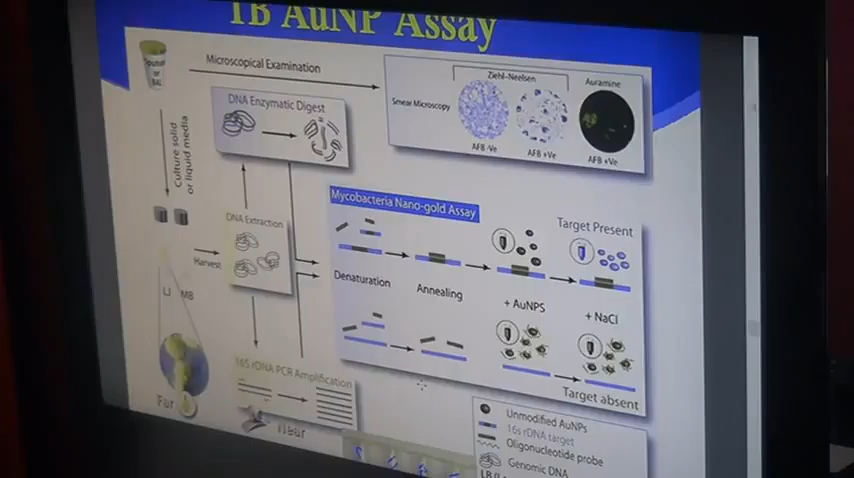 TB AuNP Assay
Microscopical Examination
Ziehl-Neelsen
Auramine
Smear Microscopy
AFB -Ve
AFB +Ve
AFB +Ve
Sputum
or
BAL
Culture solid
or liquid media
DNA Enzymatic Digest
DNA Extraction
Harvest
LJ
MB
Mycobacteria Nano-gold Assay
Target Present
Denaturation
Annealing
+ AuNPS
+ NaCl
Target absent
16S rDNA PCR Amplification
Far
Near
Unmodified AuNPs
16s rDNA target
Oligonucleotide probe
Genomic DNA